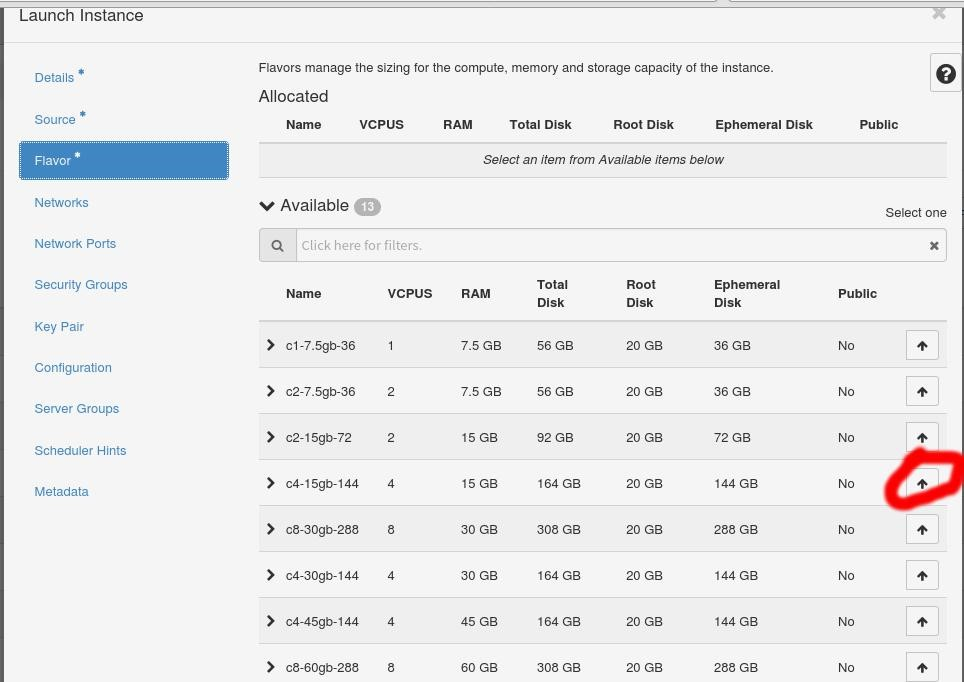 Launch Instance
Details *
Source *
Flavor *
Networks
Network Ports
Security Groups
Key Pair
Configuration
Server Groups
Scheduler Hints
Metadata
Flavors manage the sizing for the compute, memory and storage capacity of the instance.
Allocated
Name VCPUS RAM Total Disk Root Disk Ephemeral Disk Public
Select an item from Available items below
Available 13
Select one
Click here for filters.
Name VCPUS RAM Total Disk Root Disk Ephemeral Disk Public
c1-7.5gb-36 1 7.5 GB 56 GB 20 GB 36 GB No
c2-7.5gb-36 2 7.5 GB 56 GB 20 GB 36 GB No
c2-15gb-72 2 15 GB 92 GB 20 GB 72 GB No
c4-15gb-144 4 15 GB 164 GB 20 GB 144 GB No
c8-30gb-288 8 30 GB 308 GB 20 GB 288 GB No
c4-30gb-144 4 30 GB 164 GB 20 GB 144 GB No
c4-45gb-144 4 45 GB 164 GB 20 GB 144 GB No
c8-60gb-288 8 60 GB 308 GB 20 GB 288 GB No